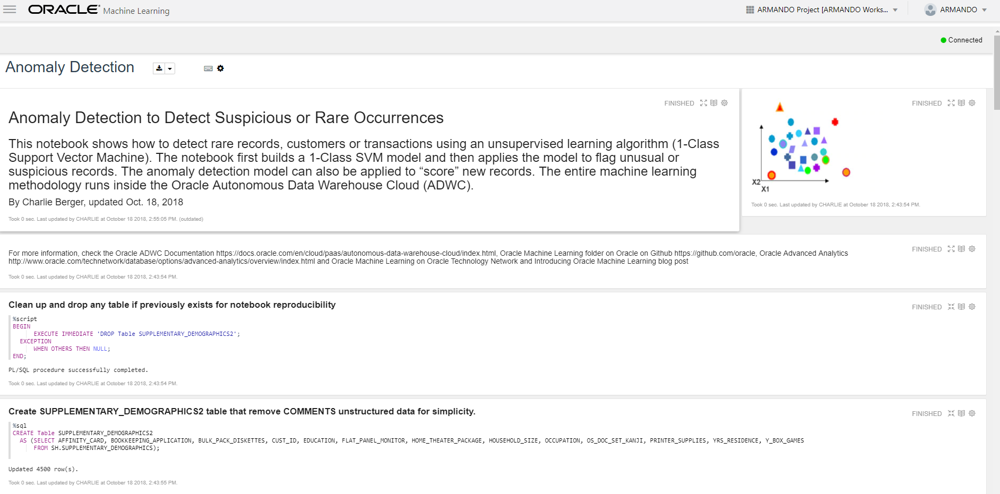 ORACLE Machine Learning
ARMANDO Project [ARMANDO Works...
ARMANDO
Connected
Anomaly Detection
FINISHED
Anomaly Detection to Detect Suspicious or Rare Occurrences
This notebook shows how to detect rare records, customers or transactions using an unsupervised learning algorithm (1-Class
Support Vector Machine). The notebook first builds a 1-Class SVM model and then applies the model to flag unusual or
suspicious records. The anomaly detection model can also be applied to “score” new records. The entire machine learning
methodology runs inside the Oracle Autonomous Data Warehouse Cloud (ADWC).
By Charlie Berger, updated Oct. 18, 2018
Took 0 sec. Last updated by CHARLIE at October 18 2018, 2:55:05 PM. (outdated)
FINISHED
X2
X1
Took 0 sec. Last updated by CHARLIE at October 18 2018, 2:43:54 PM.
FINISHED
For more information, check the Oracle ADWC Documentation https://docs.oracle.com/en/cloud/paas/autonomous-data-warehouse-cloud/index.html, Oracle Machine Learning folder on Oracle on Github https://github.com/oracle, Oracle Advanced Analytics
http://www.oracle.com/technetwork/database/options/advanced-analytics/overview/index.html and Oracle Machine Learning on Oracle Technology Network and Introducing Oracle Machine Learning blog post
Took 0 sec. Last updated by CHARLIE at October 18 2018, 2:43:54 PM.
Clean up and drop any table if previously exists for notebook reproducibility
FINISHED
%script
BEGIN
EXECUTE IMMEDIATE 'DROP Table SUPPLEMENTARY_DEMOGRAPHICS2';
EXCEPTION
WHEN OTHERS THEN NULL;
END;
PL/SQL procedure successfully completed.
Took 0 sec. Last updated by CHARLIE at October 18 2018, 2:43:54 PM.
Create SUPPLEMENTARY_DEMOGRAPHICS2 table that remove COMMENTS unstructured data for simplicity.
FINISHED
%sql
CREATE Table SUPPLEMENTARY_DEMOGRAPHICS2
AS (SELECT AFFINITY_CARD, BOOKKEEPING_APPLICATION, BULK_PACK_DISKETTES, CUST_ID, EDUCATION, FLAT_PANEL_MONITOR, HOME_THEATER_PACKAGE, HOUSEHOLD_SIZE, OCCUPATION, OS_DOC_SET_KANJI, PRINTER_SUPPLIES, YRS_RESIDENCE, Y_BOX_GAMES
FROM SH.SUPPLEMENTARY_DEMOGRAPHICS);
Updated 4500 row(s).
Took 0 sec. Last updated by CHARLIE at October 18 2018, 2:43:55 PM.